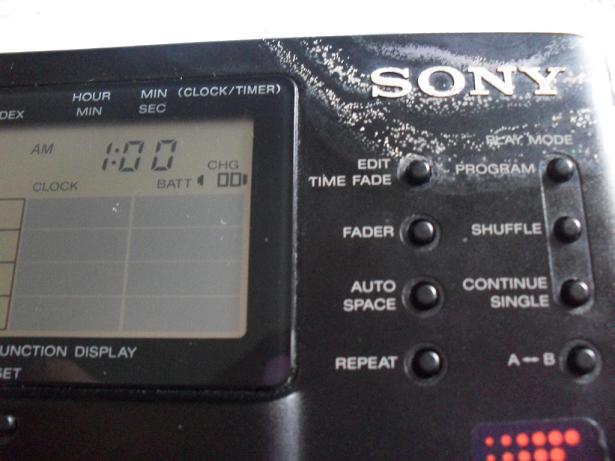 SONY
DEX
HOUR MIN (CLOCK/TIMER)
MIN SEC
AM 1:00
CHG
CLOCK BATT
PLAY MODE
EDIT
TIME FADE
PROGRAM
FADER
SHUFFLE
AUTO
SPACE
CONTINUE
SINGLE
REPEAT
A↔B
UNCTION DISPLAY
SET